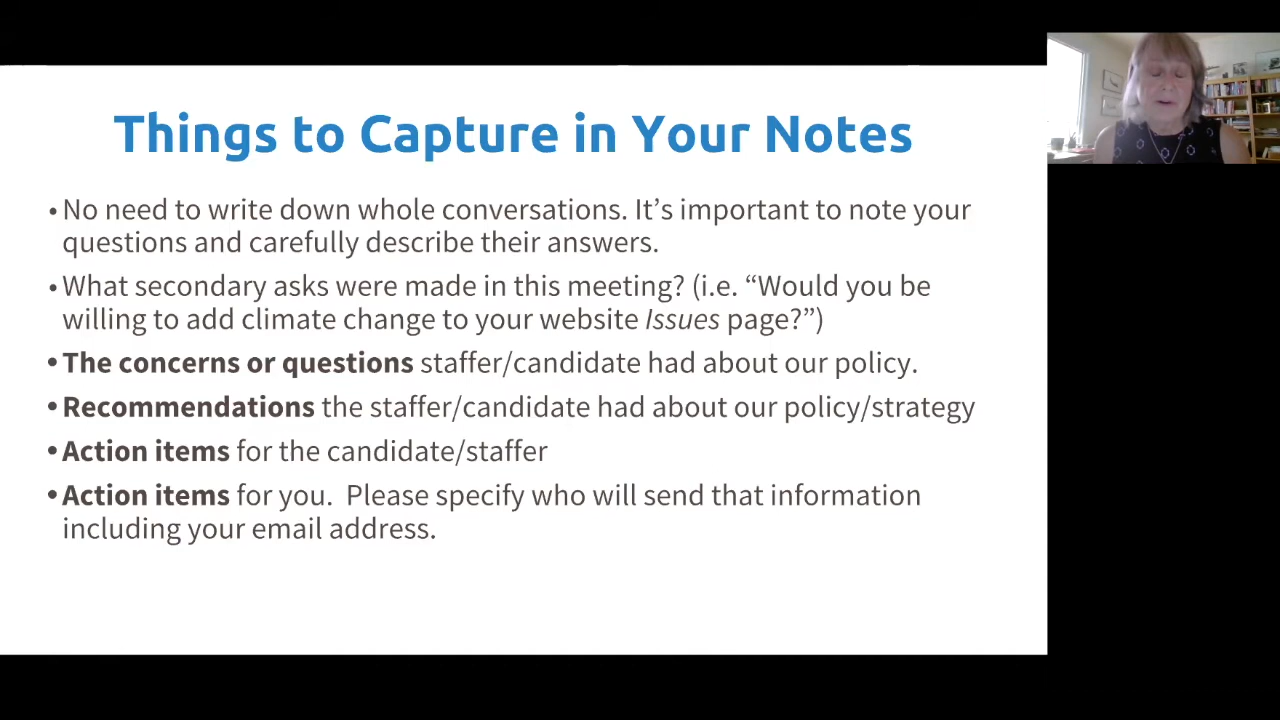 Things to Capture in Your Notes
• No need to write down whole conversations. It’s important to note your
questions and carefully describe their answers.
• What secondary asks were made in this meeting? (i.e. “Would you be
willing to add climate change to your website Issues page?”)
• The concerns or questions staffer/candidate had about our policy.
• Recommendations the staffer/candidate had about our policy/strategy
• Action items for the candidate/staffer
• Action items for you.  Please specify who will send that information
including your email address.